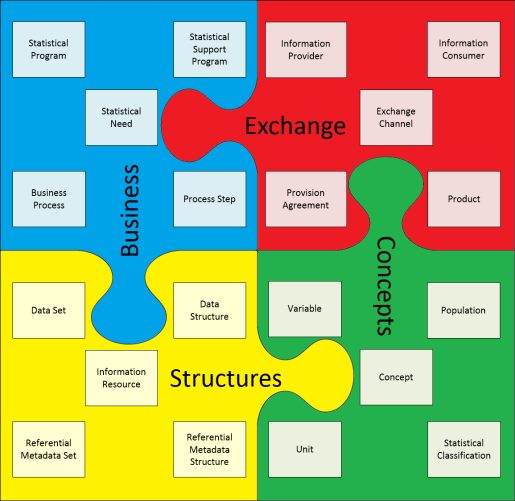 Statistical
Program
Statistical
Support
Program
Statistical
Need
Business
Process
Process Step
Business
Information
Provider
Information
Consumer
Exchange
Channel
Exchange
Provision
Agreement
Product
Data Set
Data
Structure
Information
Resource
Structures
Referential
Metadata Set
Referential
Metadata
Structure
Concepts
Variable
Population
Concept
Unit
Statistical
Classification